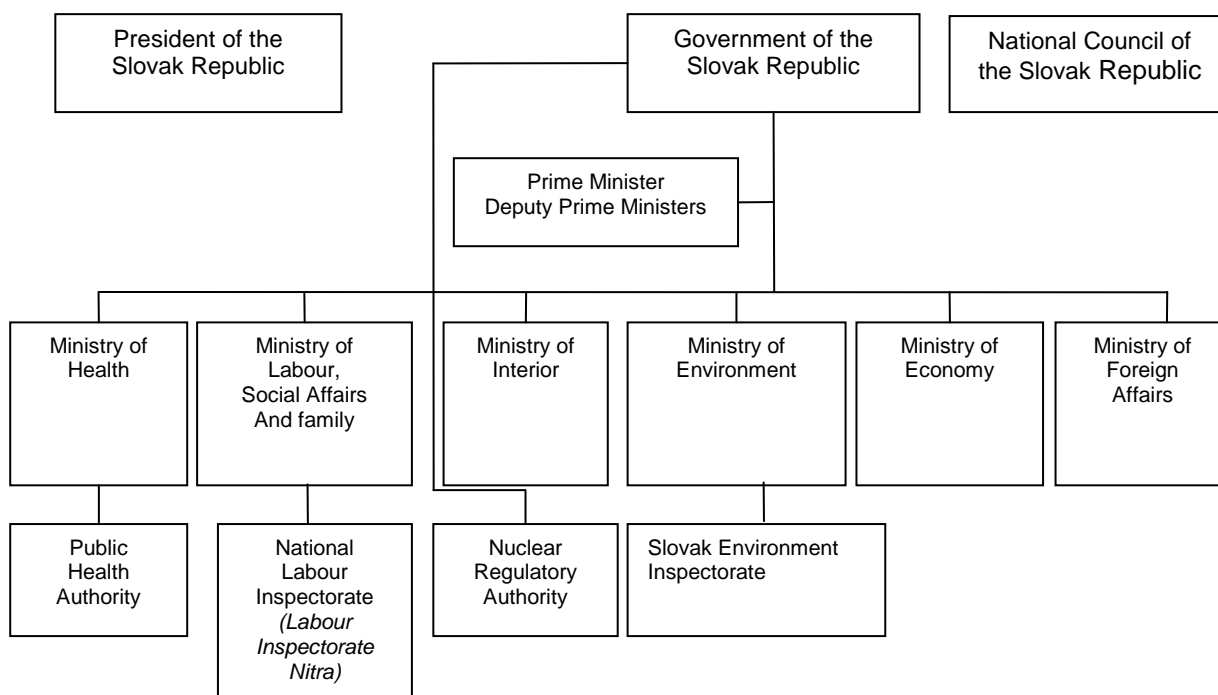 President of the
Slovak Republic
Government of the
Slovak Republic
National Council of
the Slovak Republic
Prime Minister
Deputy Prime Ministers
Ministry of
Health
Ministry of
Labour,
Social Affairs
And family
Ministry of
Interior
Ministry of
Environment
Ministry of
Economy
Ministry of
Foreign
Affairs
Public
Health
Authority
National
Labour
Inspectorate
(Labour
Inspectorate
Nitra)
Nuclear
Regulatory
Authority
Slovak Environment
Inspectorate